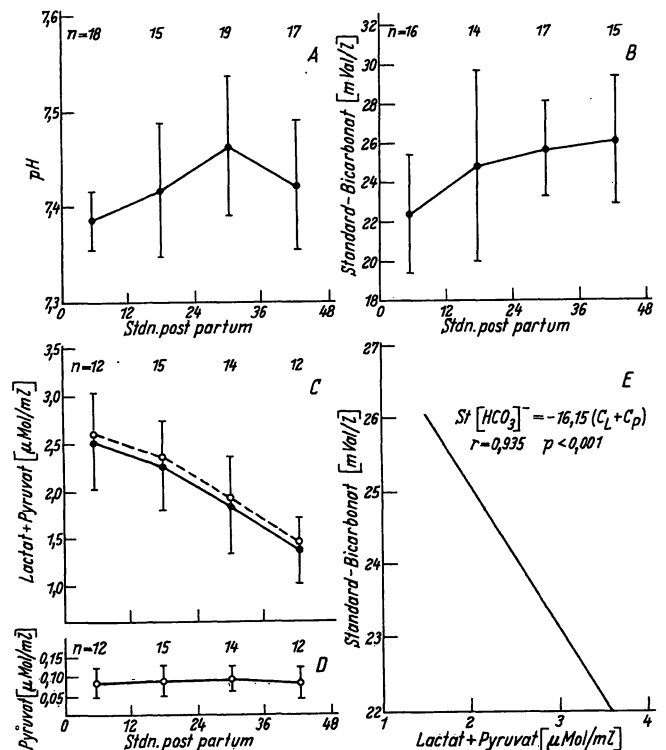 7,6
7,5
7,4
7,3
pH
n=18 15 19 17
A
0 12 24 36 48
Stdn. post partum
32
30
28
26
24
22
20
18
Standard-Bicarbonat [mVal/l]
n=16 14 17 15
B
0 12 24 36 48
Stdn. post partum
3,5
3,0
2,5
2,0
1,5
1,0
Lactat+Pyruvat [μMol/ml]
n=12 15 14 12
C
0,15
0,10
0,05
Pyruvat [μMol/ml]
n=12 15 14 12
D
0 12 24 36 48
Stdn. post partum
27
26
25
24
23
22
Standard-Bicarbonat [mVal/l]
E
St [HCO3]⁻ = -16,15 (CL + CP)
r=0,935 p<0,001
1 2 3 4
Lactat+Pyruvat [μMol/ml]